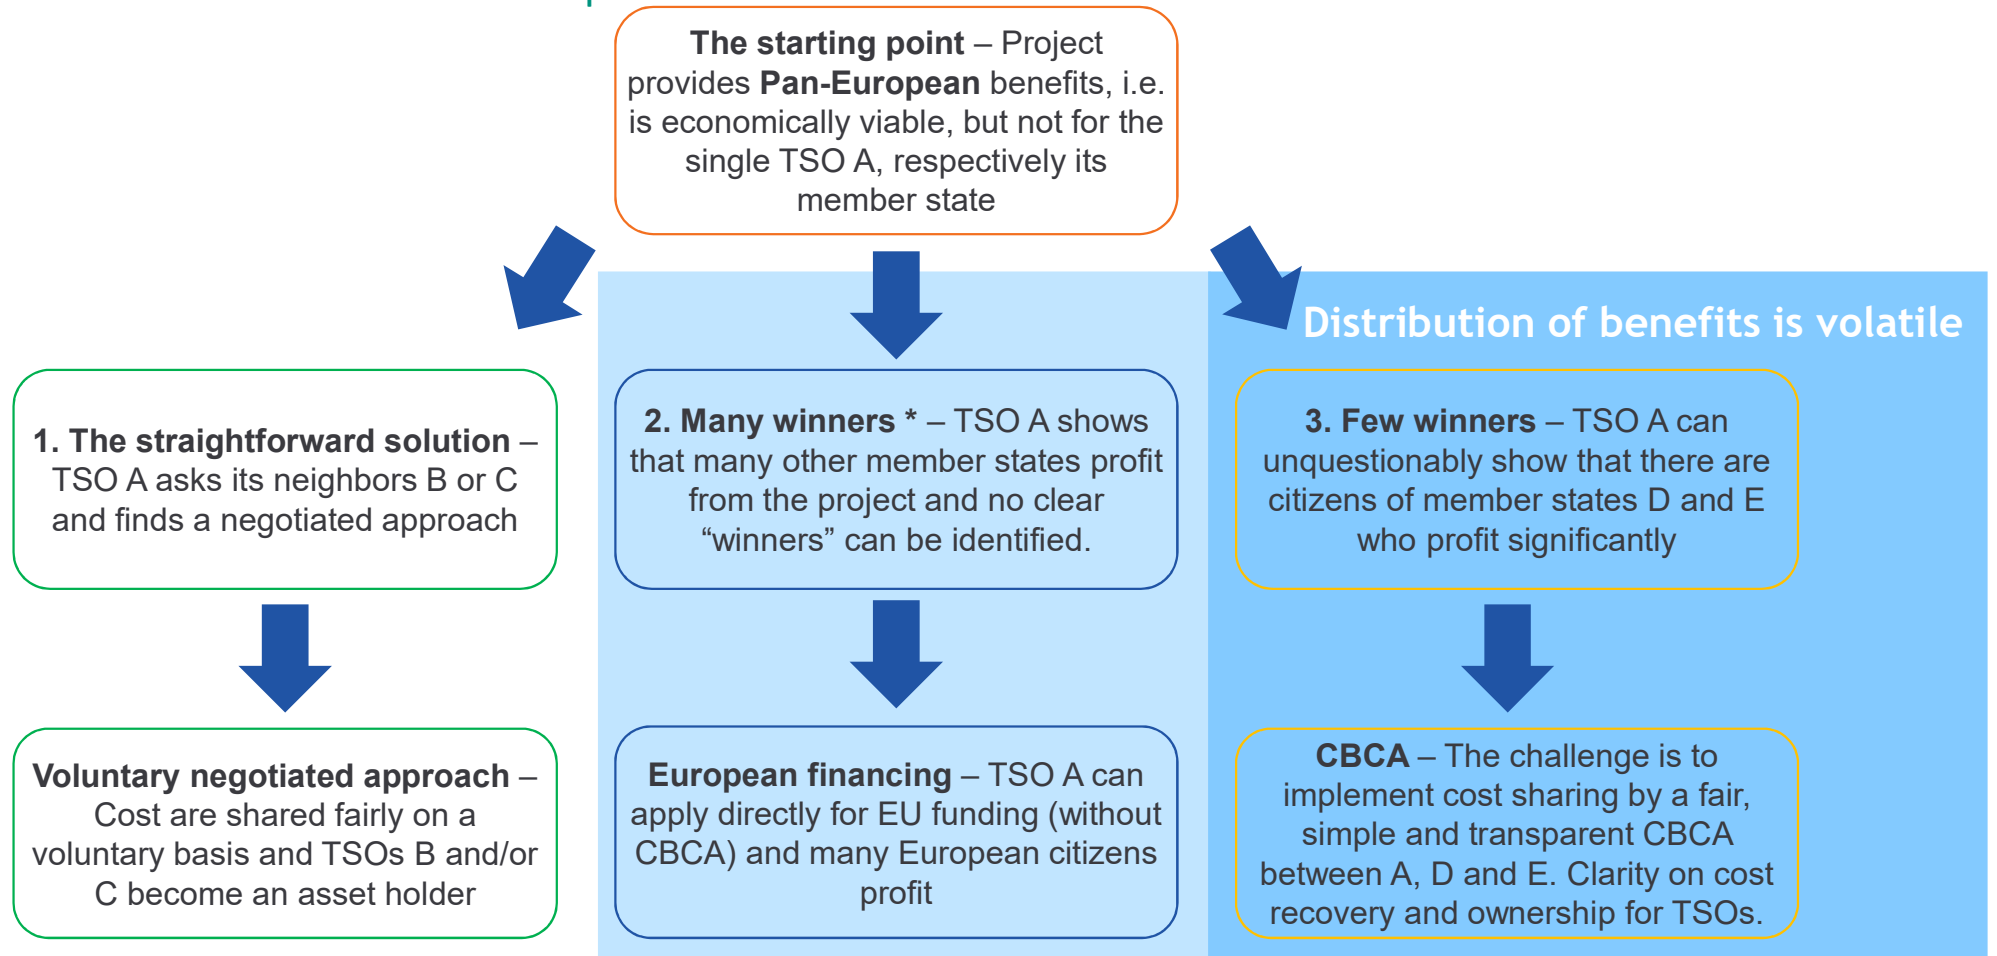 The starting point – Project
provides Pan-European benefits, i.e.
is economically viable, but not for the
single TSO A, respectively its
member state
Distribution of benefits is volatile
1. The straightforward solution –
TSO A asks its neighbors B or C
and finds a negotiated approach
2. Many winners * – TSO A shows
that many other member states profit
from the project and no clear
“winners” can be identified.
3. Few winners – TSO A can
unquestionably show that there are
citizens of member states D and E
who profit significantly
Voluntary negotiated approach –
Cost are shared fairly on a
voluntary basis and TSOs B and/or
C become an asset holder
European financing – TSO A can
apply directly for EU funding (without
CBCA) and many European citizens
profit
CBCA – The challenge is to
implement cost sharing by a fair,
simple and transparent CBCA
between A, D and E. Clarity on cost
recovery and ownership for TSOs.